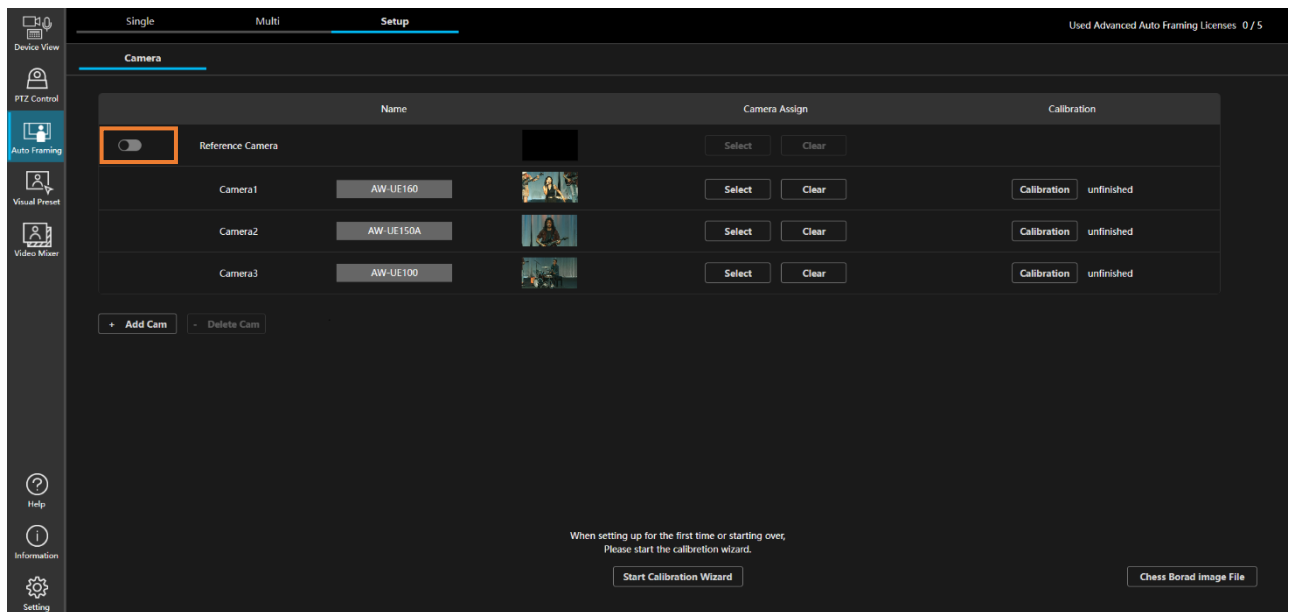 Single Multi Setup Used Advanced Auto Framing Licenses 0 / 5
Device View
Camera
PTZ Control
Name Camera Assign Calibration
Auto Framing
Reference Camera Select Clear
Visual Preset
Camera1 AW-UE160 Select Clear Calibration unfinished
Camera2 AW-UE150A Select Clear Calibration unfinished
Video Mixer
Camera3 AW-UE100 Select Clear Calibration unfinished
+ Add Cam - Delete Cam
Help
When setting up for the first time or starting over,
Please start the calibretion wizard.
Information
Start Calibration Wizard Chess Borad image File
Setting